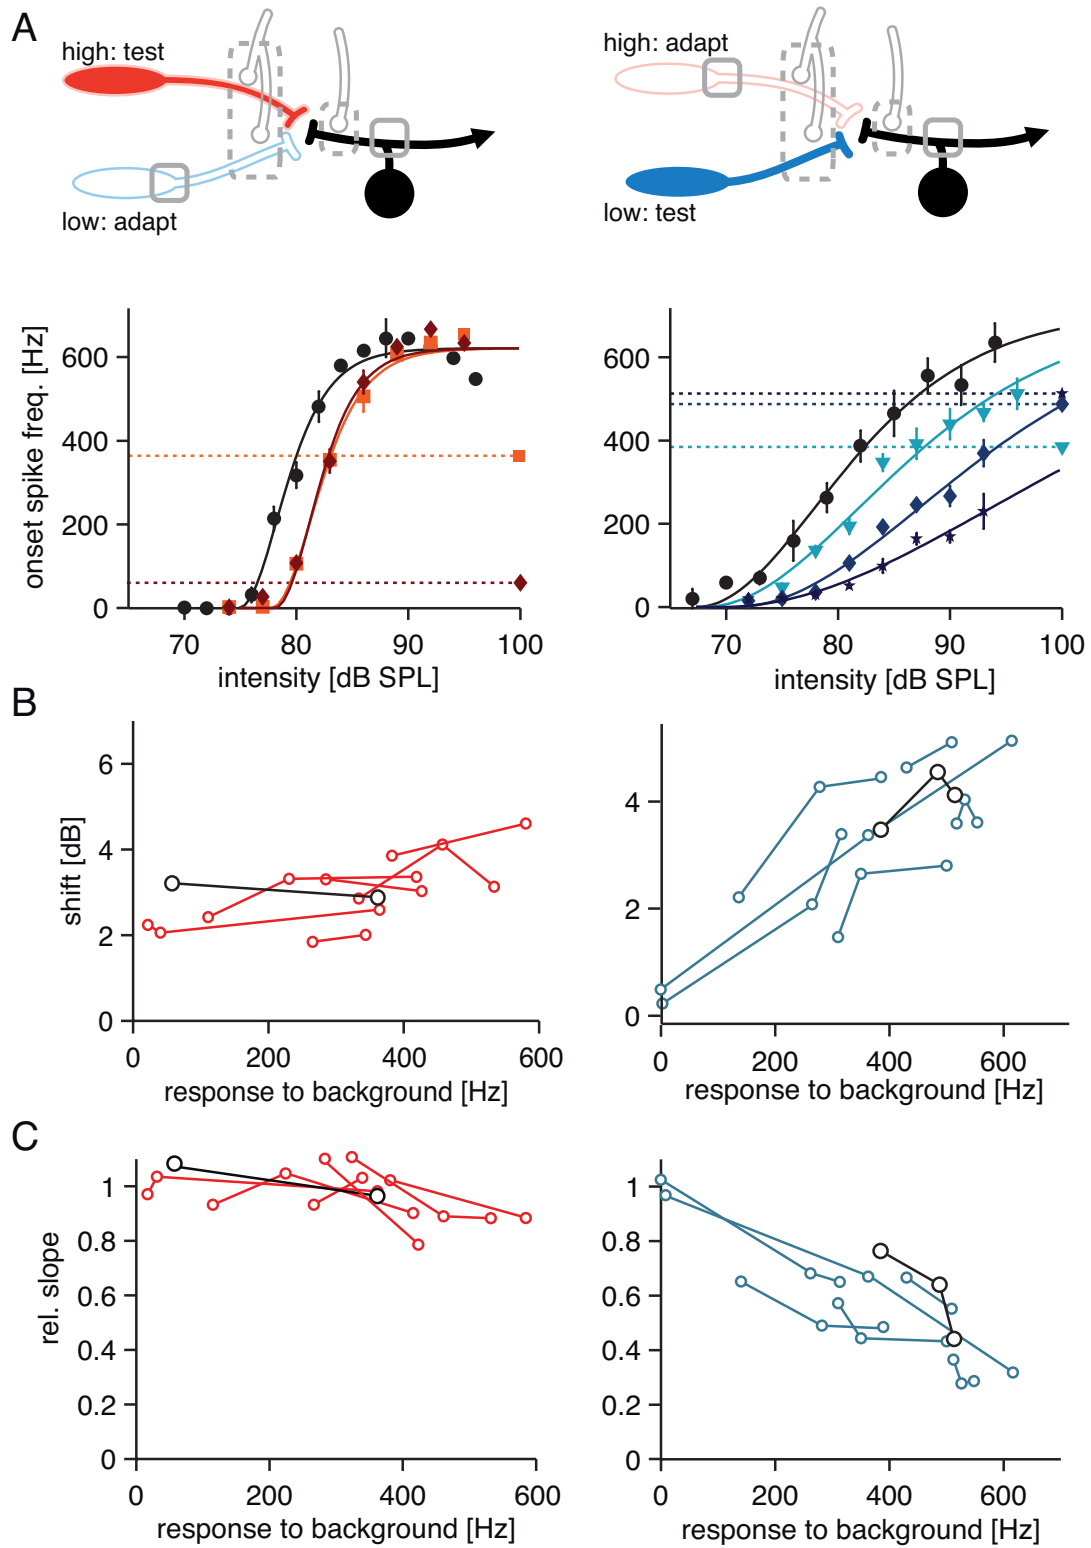 A
high: test
low: adapt
high: adapt
low: test
onset spike freq. [Hz]
600
400
200
0
70 80 90 100
intensity [dB SPL]
600
400
200
0
70 80 90 100
intensity [dB SPL]
B
shift [dB]
6
4
2
0
0 200 400 600
response to background [Hz]
4
2
0
0 200 400 600
response to background [Hz]
C
rel. slope
1
0.8
0.6
0.4
0.2
0
0 200 400 600
response to background [Hz]
1
0.8
0.6
0.4
0.2
0
0 200 400 600
response to background [Hz]